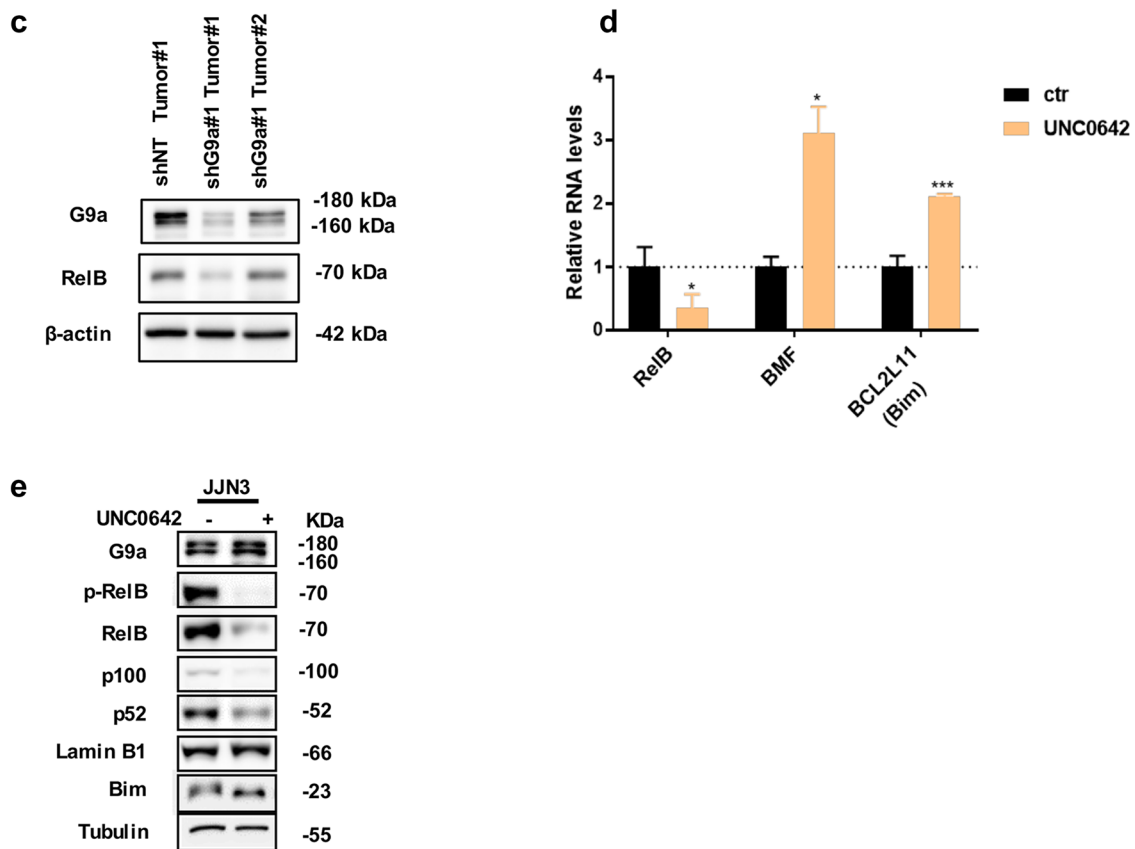 c
shNT Tumor#1
shG9a#1 Tumor#1
shG9a#1 Tumor#2
G9a
-180 kDa
-160 kDa
RelB
-70 kDa
β-actin
-42 kDa
d
Relative RNA levels
4
3
2
1
0
*
*
***
RelB
BMF
BCL2L11
(Bim)
ctr
UNC0642
e
JJN3
UNC0642 - + KDa
G9a
-180
-160
p-RelB
-70
RelB
-70
p100
-100
p52
-52
Lamin B1
-66
Bim
-23
Tubulin
-55